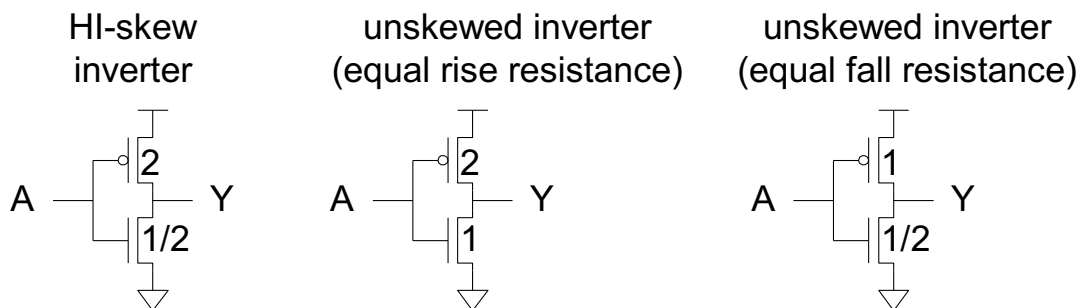 HI-skew
inverter
unskewed inverter
(equal rise resistance)
unskewed inverter
(equal fall resistance)
2
A
Y
1/2
2
A
Y
1
1
A
Y
1/2